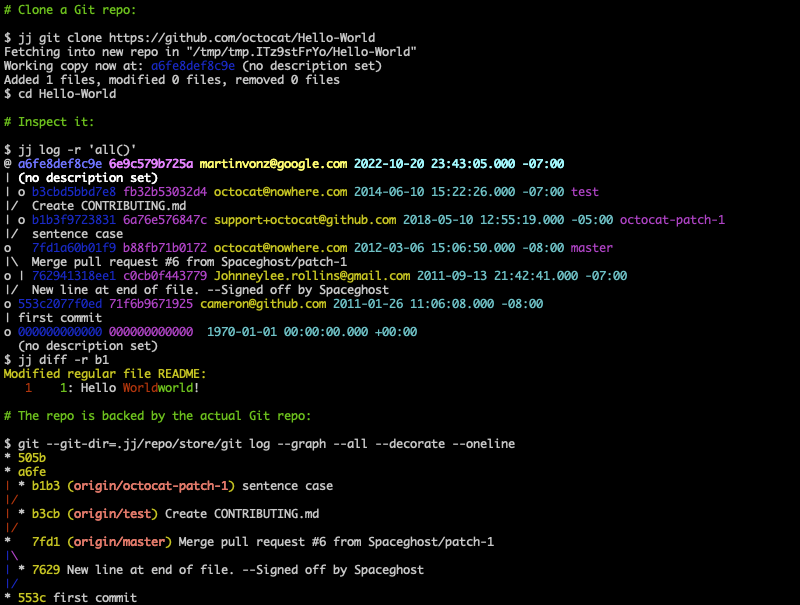 # Clone a Git repo:
$ jj git clone https://github.com/octocat/Hello-World
Fetching into new repo in "/tmp/tmp.ITz9stFrYo/Hello-World"
Working copy now at: a6fe8def8c9e (no description set)
Added 1 files, modified 0 files, removed 0 files
$ cd Hello-World
# Inspect it:
$ jj log -r 'all()'
@ a6fe8def8c9e 6e9c579b725a martinvonz@google.com 2022-10-20 23:43:05.000 -07:00
| (no description set)
| o b3cbd5bbd7e8 fb32b53032d4 octocat@nowhere.com 2014-06-10 15:22:26.000 -07:00 test
|/  Create CONTRIBUTING.md
| o b1b3f9723831 6a76e576847c support+octocat@github.com 2018-05-10 12:55:19.000 -05:00 octocat-patch-1
|/  sentence case
o   7fd1a60b01f9 b88fb71b0172 octocat@nowhere.com 2012-03-06 15:06:50.000 -08:00 master
|\  Merge pull request #6 from Spaceghost/patch-1
o | 762941318ee1 c0cb0f443779 Johnneylee.rollins@gmail.com 2011-09-13 21:42:41.000 -07:00
|/  New line at end of file. --Signed off by Spaceghost
o 553c2077f0ed 71f6b9671925 cameron@github.com 2011-01-26 11:06:08.000 -08:00
| first commit
o 000000000000 000000000000  1970-01-01 00:00:00.000 +00:00
  (no description set)
$ jj diff -r b1
Modified regular file README:
   1    1: Hello Worldworld!
# The repo is backed by the actual Git repo:
$ git --git-dir=.jj/repo/store/git log --graph --all --decorate --oneline
* 505b
* a6fe
| * b1b3 (origin/octocat-patch-1) sentence case
|/
| * b3cb (origin/test) Create CONTRIBUTING.md
|/
*   7fd1 (origin/master) Merge pull request #6 from Spaceghost/patch-1
|\
| * 7629 New line at end of file. --Signed off by Spaceghost
|/
* 553c first commit